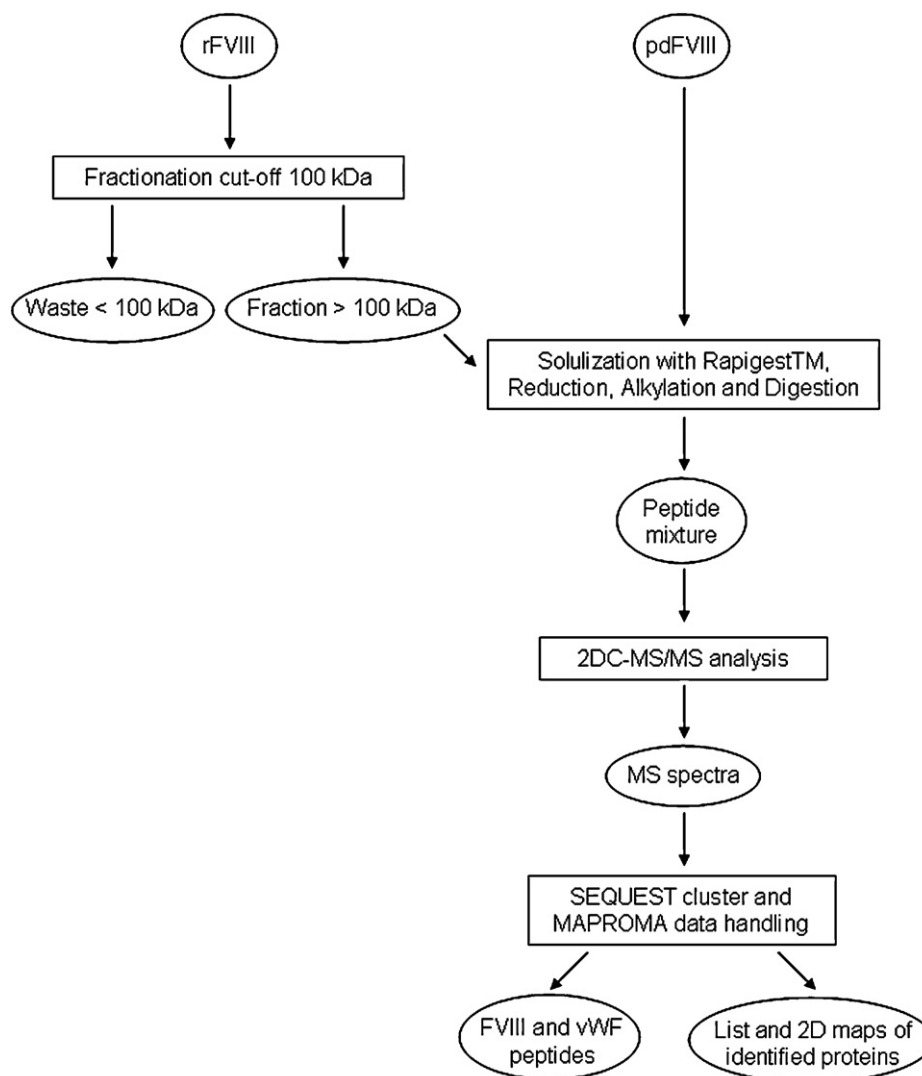 rFVIII
pdFVIII
Fractionation cut-off 100 kDa
Waste < 100 kDa
Fraction > 100 kDa
Solulization with RapigestTM,
Reduction, Alkylation and Digestion
Peptide
mixture
2DC-MS/MS analysis
MS spectra
SEQUEST cluster and
MAPROMA data handling
FVIII and vWF
peptides
List and 2D maps of
identified proteins